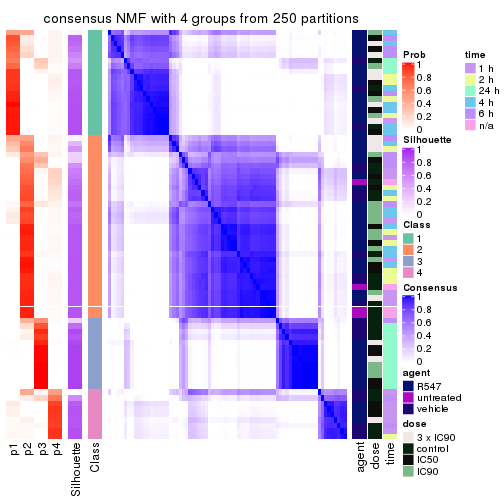 consensus NMF with 4 groups from 250 partitions
p1
p2
p3
p4
Silhouette
Class
agent
dose
time
Prob
1
0.8
0.6
0.4
0.2
0
Silhouette
1
0.8
0.6
0.4
0.2
0
Class
1
2
3
4
Consensus
1
0.8
0.6
0.4
0.2
0
agent
R547
untreated
vehicle
dose
3 x IC90
control
IC50
IC90
time
1 h
2 h
24 h
4 h
6 h
n/a